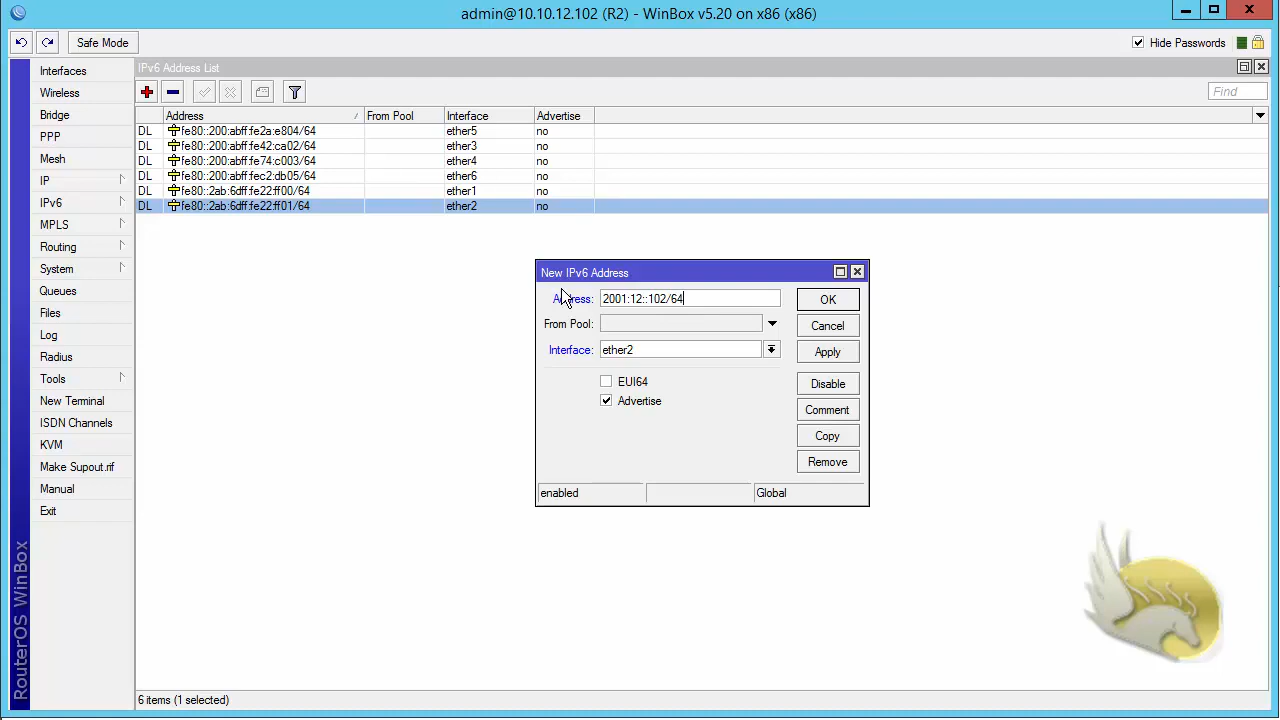 admin@10.10.12.102 (R2) - WinBox v5.20 on x86 (x86)
Safe Mode
Hide Passwords
Interfaces
Wireless
Bridge
PPP
Mesh
IP
IPv6
MPLS
Routing
System
Queues
Files
Log
Radius
Tools
New Terminal
ISDN Channels
KVM
Make Supout.rif
Manual
Exit
RouterOS WinBox
IPv6 Address List
Find
Address From Pool Interface Advertise
DL fe80::200:abff:fe2a:e804/64 ether5 no
DL fe80::200:abff:fe42:ca02/64 ether3 no
DL fe80::200:abff:fe74:c003/64 ether4 no
DL fe80::200:abff:fec2:db05/64 ether6 no
DL fe80::2ab:6dff:fe22:ff00/64 ether1 no
DL fe80::2ab:6dff:fe22:ff01/64 ether2 no
New IPv6 Address
Address: 2001:12::102/64
From Pool:
Interface: ether2
EUI64
Advertise
OK
Cancel
Apply
Disable
Comment
Copy
Remove
enabled Global
6 items (1 selected)